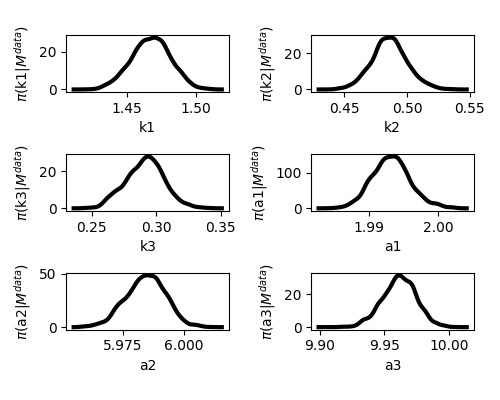 π(k1|M^data)
20
0
1.45 1.50
k1
π(k2|M^data)
20
0
0.45 0.50 0.55
k2
π(k3|M^data)
20
0
0.25 0.30 0.35
k3
π(a1|M^data)
100
0
1.99 2.00
a1
π(a2|M^data)
50
0
5.975 6.000
a2
π(a3|M^data)
20
0
9.90 9.95 10.00
a3